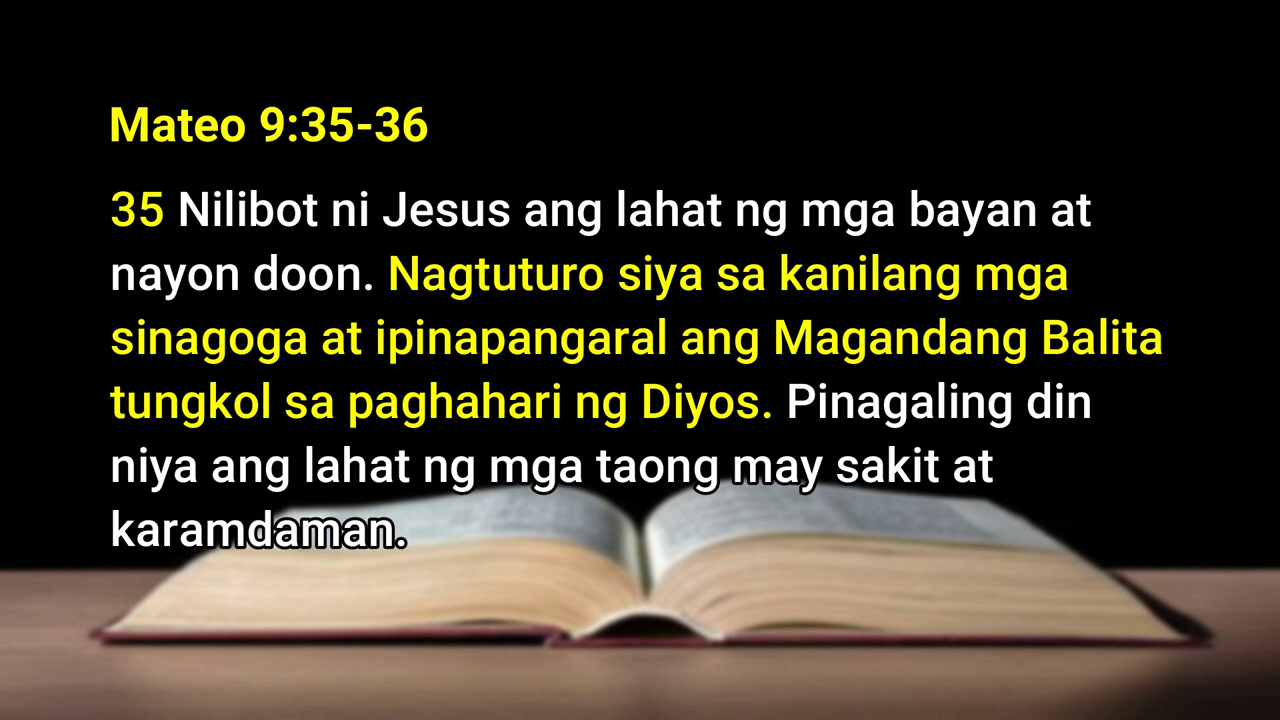 Mateo 9:35-36
35 Nilibot ni Jesus ang lahat ng mga bayan at
nayon doon. Nagtuturo siya sa kanilang mga
sinagoga at ipinapangaral ang Magandang Balita
tungkol sa paghahari ng Diyos. Pinagaling din
niya ang lahat ng mga taong may sakit at
karamdaman.